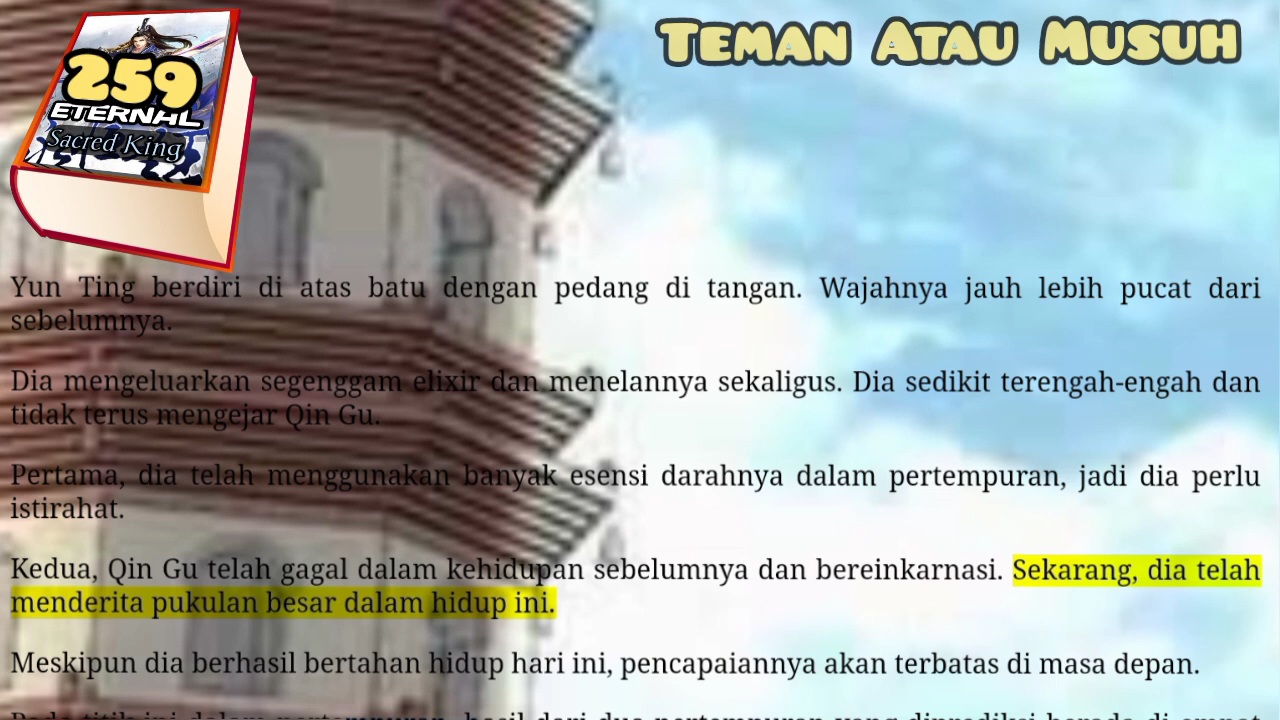 Teman Atau Musuh
259
ETERNAL
Sacred King
Yun Ting berdiri di atas batu dengan pedang di tangan. Wajahnya jauh lebih pucat dari
sebelumnya.
Dia mengeluarkan segenggam elixir dan menelannya sekaligus. Dia sedikit terengah-engah dan
tidak terus mengejar Qin Gu.
Pertama, dia telah menggunakan banyak esensi darahnya dalam pertempuran, jadi dia perlu
istirahat.
Kedua, Qin Gu telah gagal dalam kehidupan sebelumnya dan bereinkarnasi. Sekarang, dia telah
menderita pukulan besar dalam hidup ini.
Meskipun dia berhasil bertahan hidup hari ini, pencapaiannya akan terbatas di masa depan.